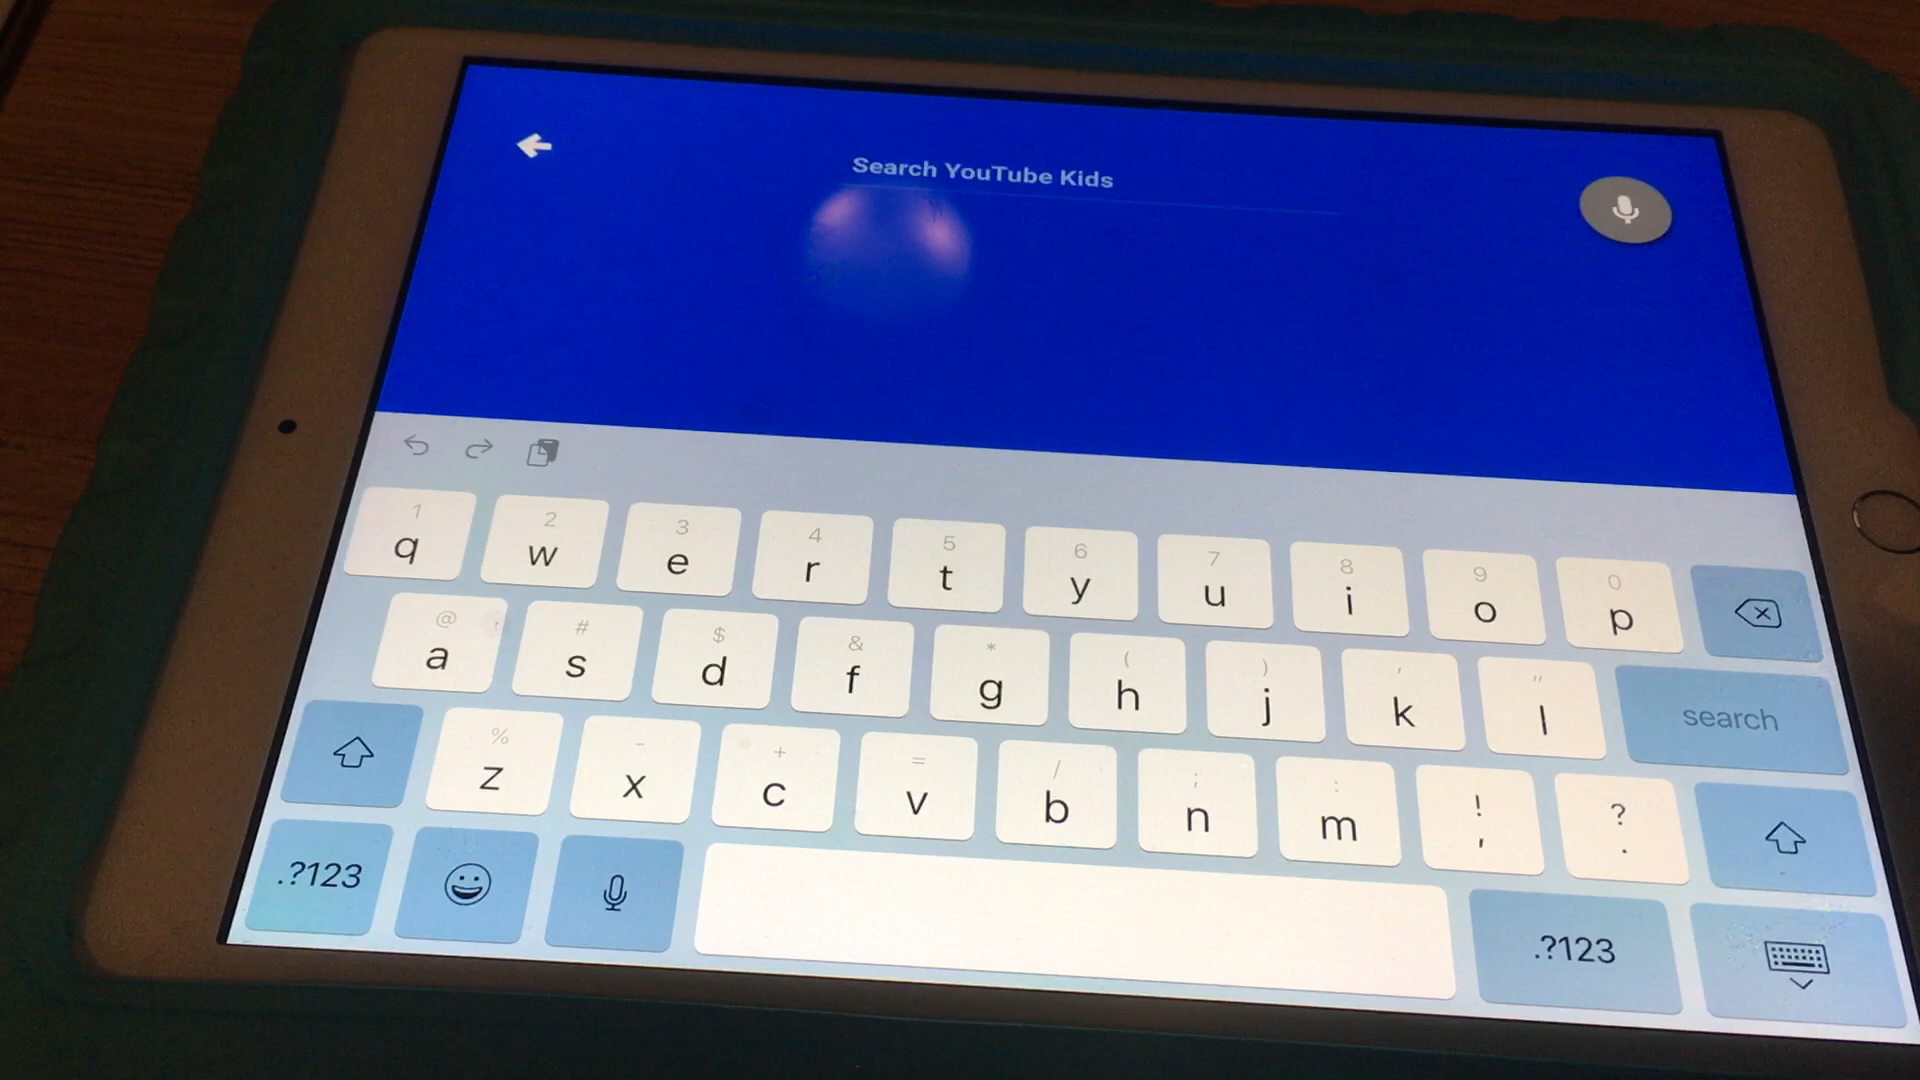 Search YouTube Kids
1 2 3 4 5 6 7 8 9 0
q w e r t y u i o p
@ # $ & * ( ) ' "
a s d f g h j k l search
% - + = / ; : ! ?
z x c v b n m , .
.?123 .?123